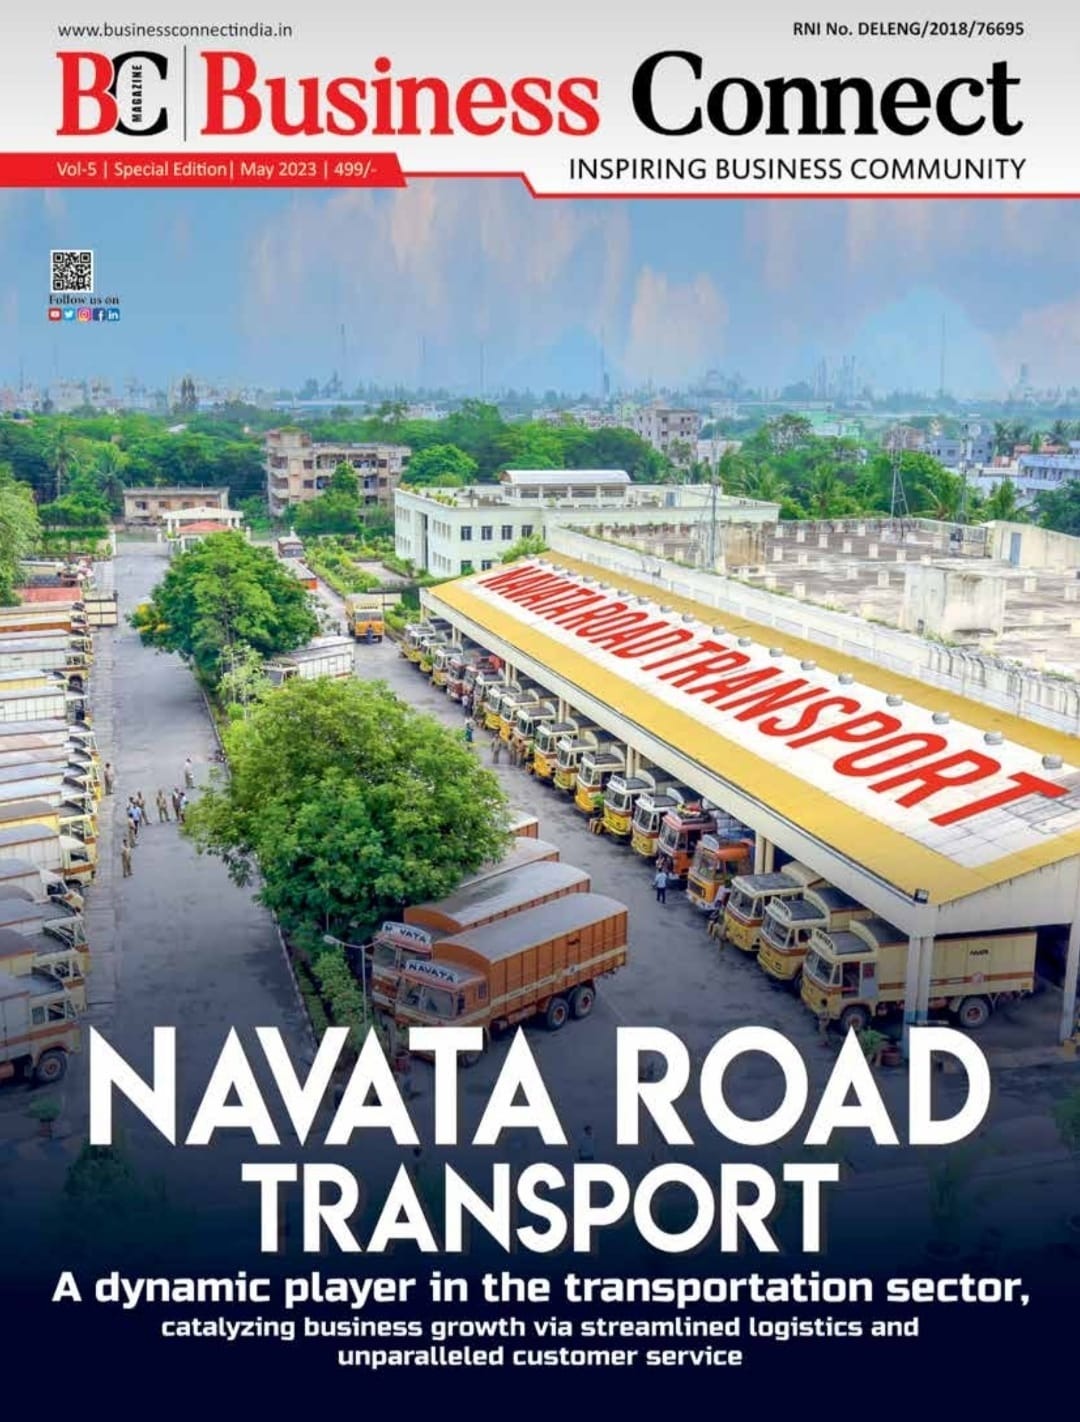 www.businessconnectindia.in
RNI No. DELENG/2018/76695
BC MAGAZINE
Business Connect
Vol-5 | Special Edition| May 2023 | 499/-
INSPIRING BUSINESS COMMUNITY
Follow us on
NAVATA ROAD TRANSPORT
NAVATA
NAVATA
NAVATA ROAD
TRANSPORT
A dynamic player in the transportation sector,
catalyzing business growth via streamlined logistics and
unparalleled customer service